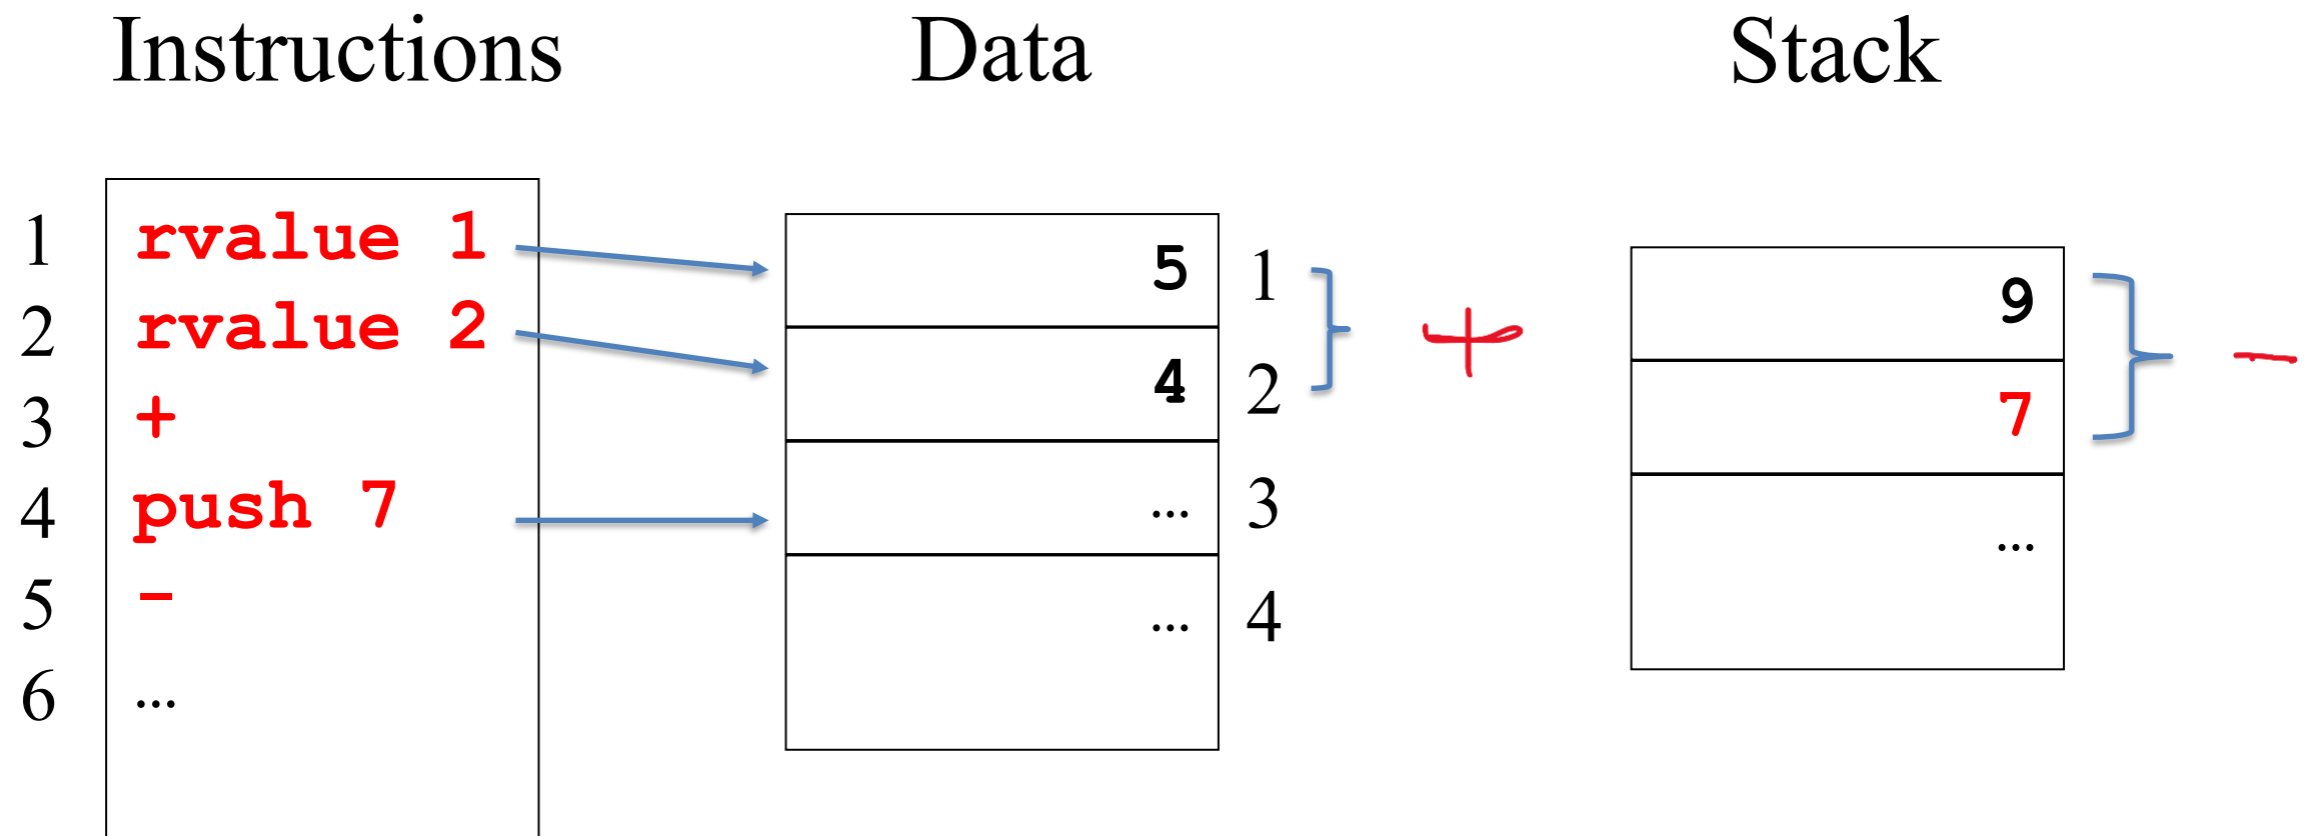 Instructions Data Stack
1 rvalue 1 5 1 9
2 rvalue 2 4 2 + 7 -
3 + ... 3 ...
4 push 7 ... 4
5 -
6 ...